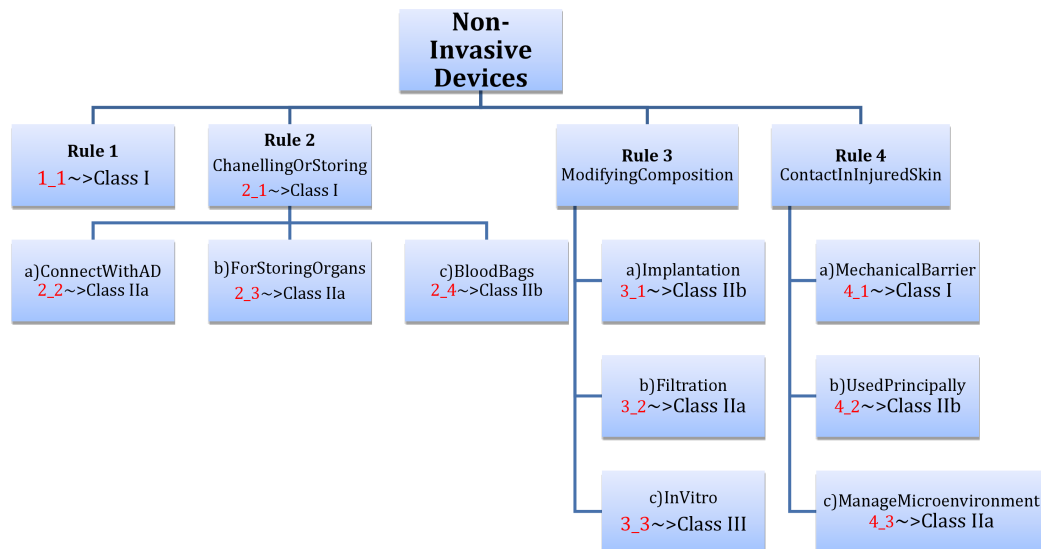 Non-
Invasive
Devices
Rule 1
1_1~>Class I
Rule 2
ChanellingOrStoring
2_1~>Class I
Rule 3
ModifyingComposition
Rule 4
ContactInInjuredSkin
a)ConnectWithAD
2_2~>Class IIa
b)ForStoringOrgans
2_3~>Class IIa
c)BloodBags
2_4~>Class IIb
a)Implantation
3_1~>Class IIb
b)Filtration
3_2~>Class IIa
c)InVitro
3_3~>Class III
a)MechanicalBarrier
4_1~>Class I
b)UsedPrincipally
4_2~>Class IIb
c)ManageMicroenvironment
4_3~>Class IIa